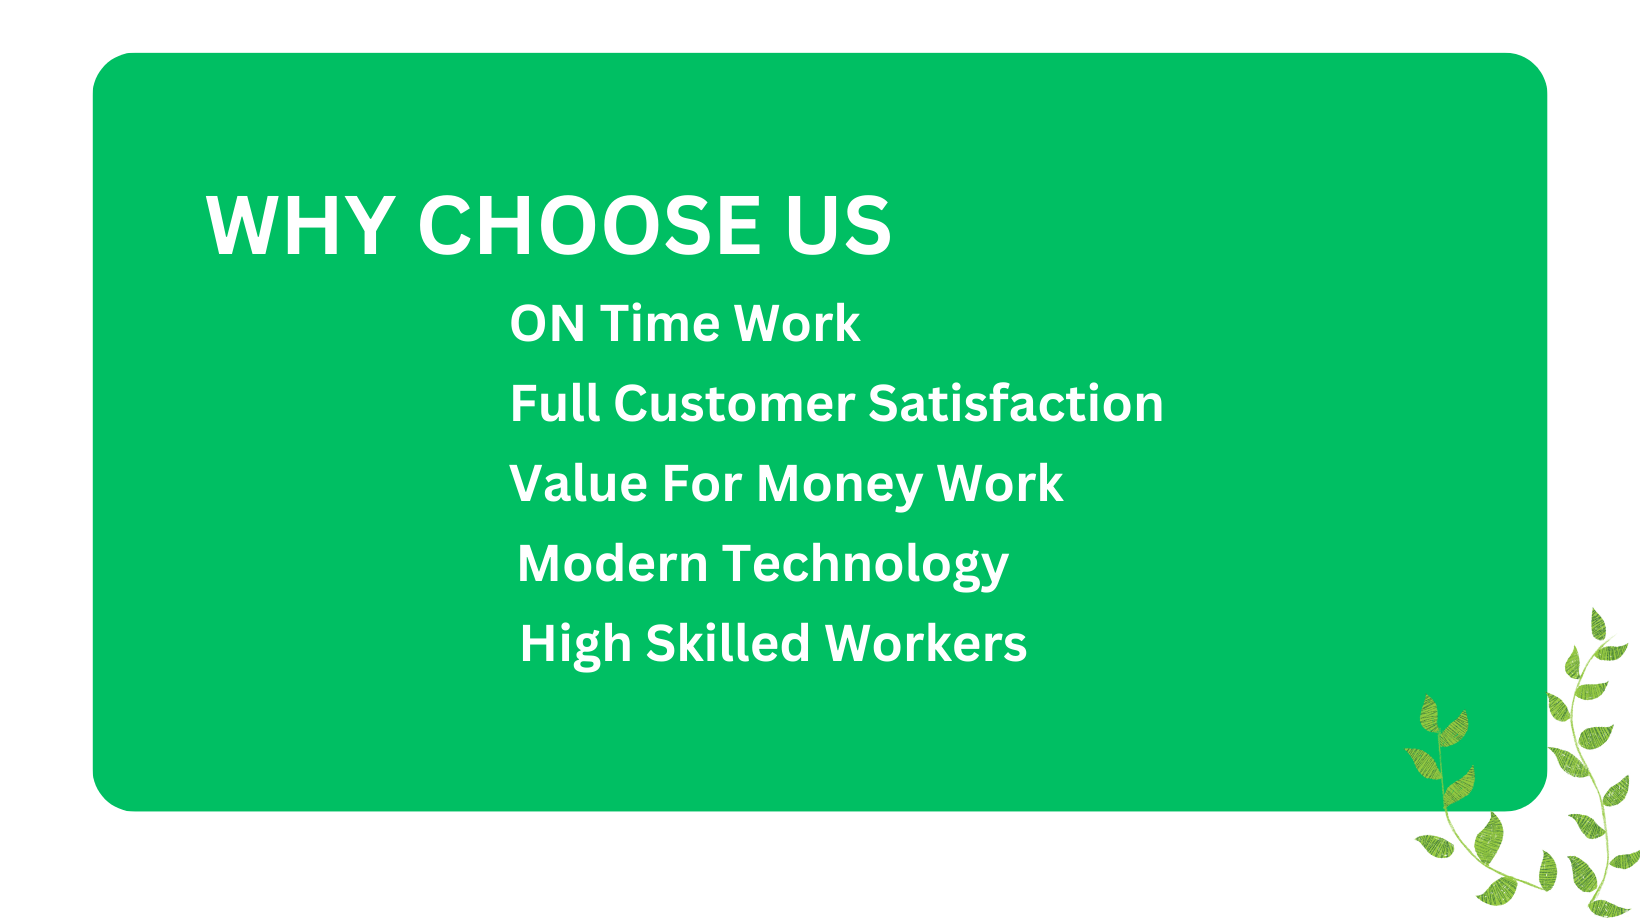 WHY CHOOSE US
ON Time Work
Full Customer Satisfaction
Value For Money Work
Modern Technology
High Skilled Workers